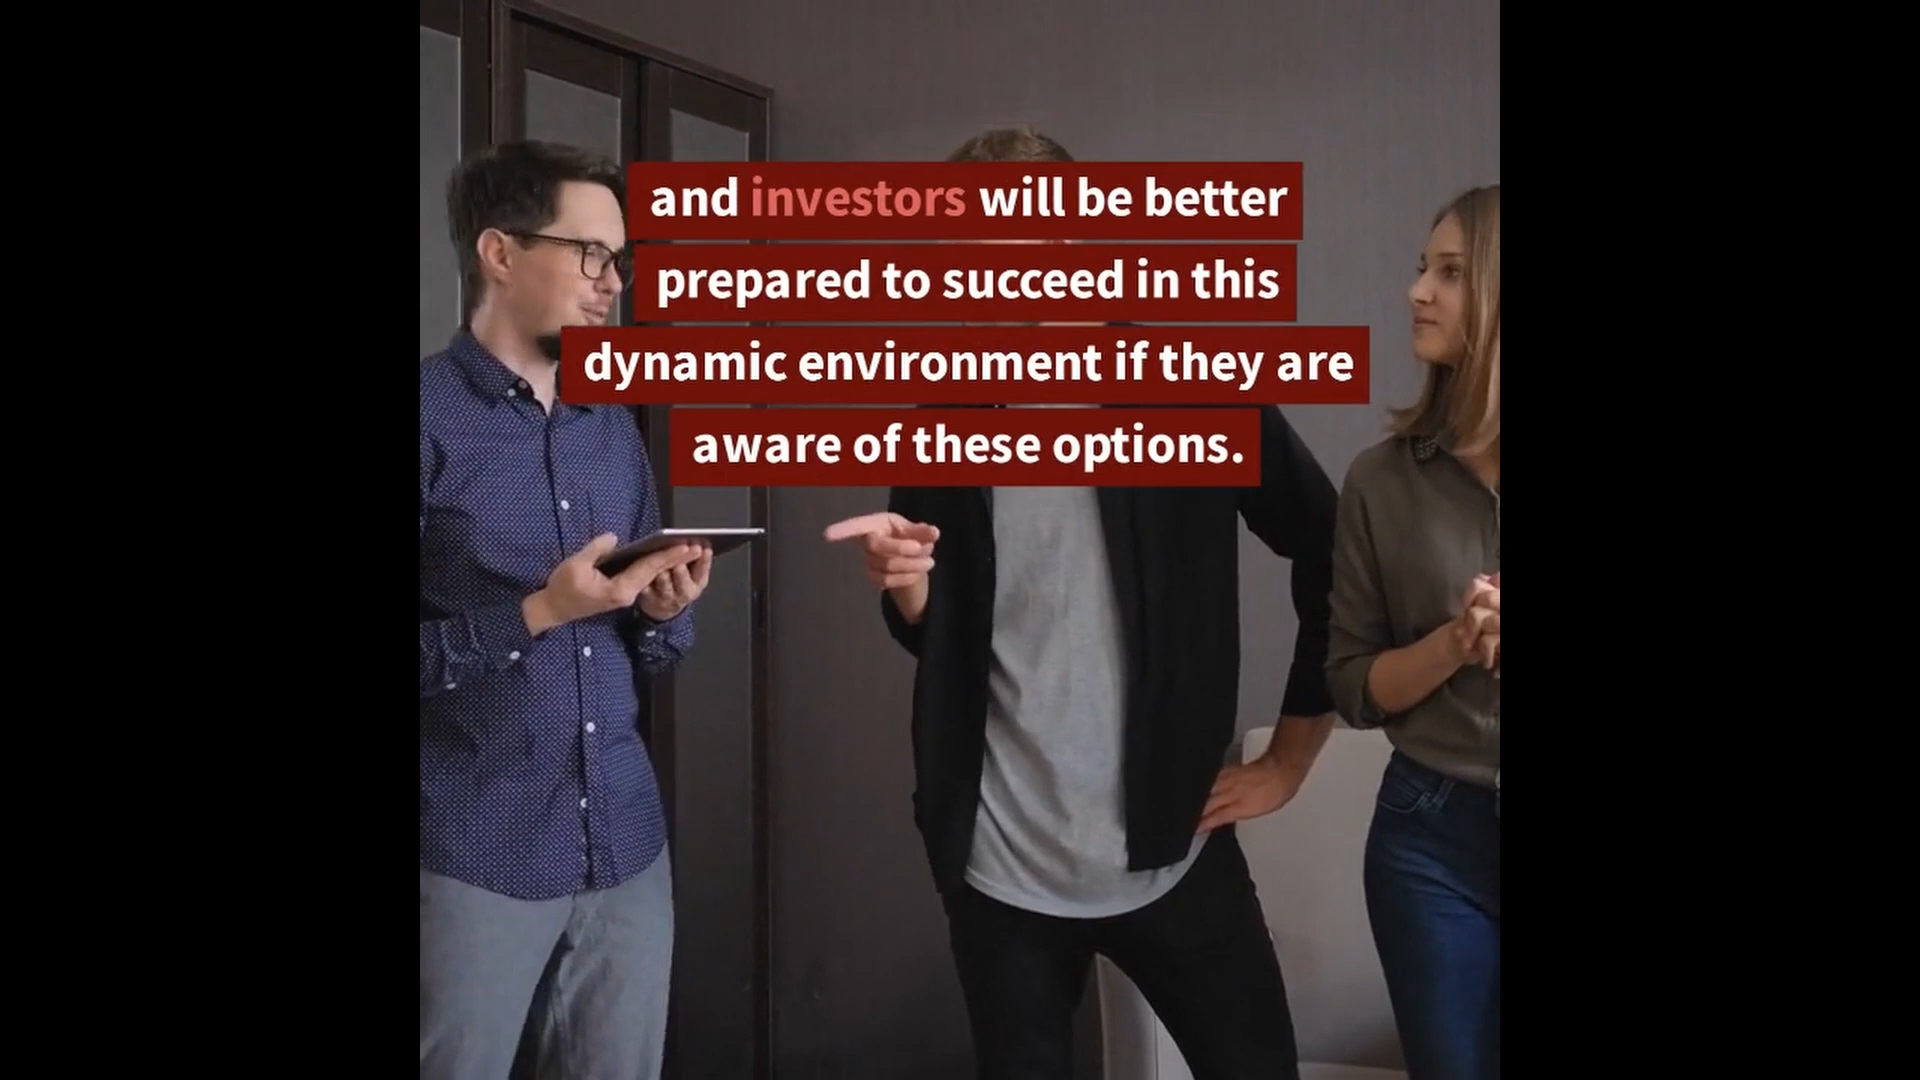 and investors will be better
prepared to succeed in this
dynamic environment if they are
aware of these options.